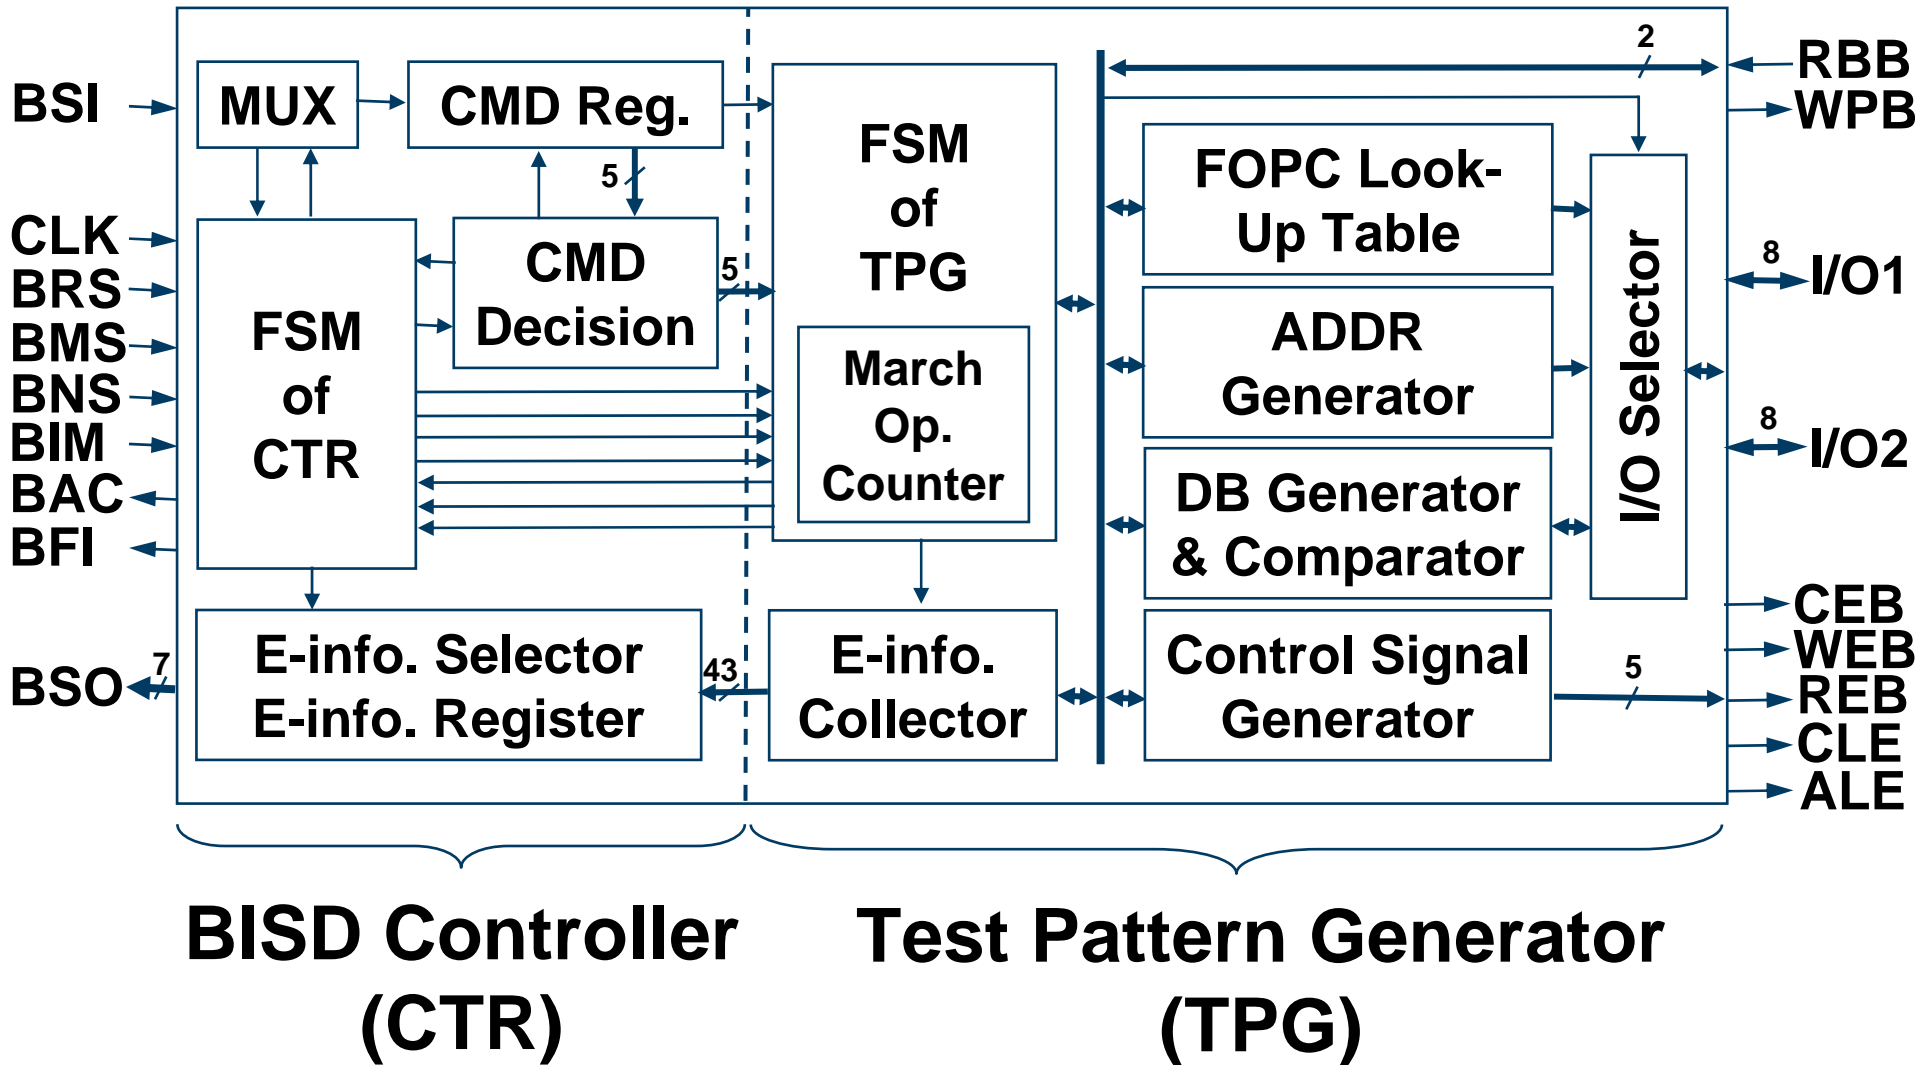 BSI
CLK
BRS
BMS
BNS
BIM
BAC
BFI
BSO
7
MUX
CMD Reg.
5
FSM
of
CTR
CMD
Decision
5
E-info. Selector
E-info. Register
43
FSM
of
TPG
March
Op.
Counter
E-info.
Collector
2
FOPC Look-
Up Table
ADDR
Generator
DB Generator
& Comparator
Control Signal
Generator
5
I/O Selector
RBB
WPB
8
I/O1
8
I/O2
CEB
WEB
REB
CLE
ALE
BISD Controller
(CTR)
Test Pattern Generator
(TPG)